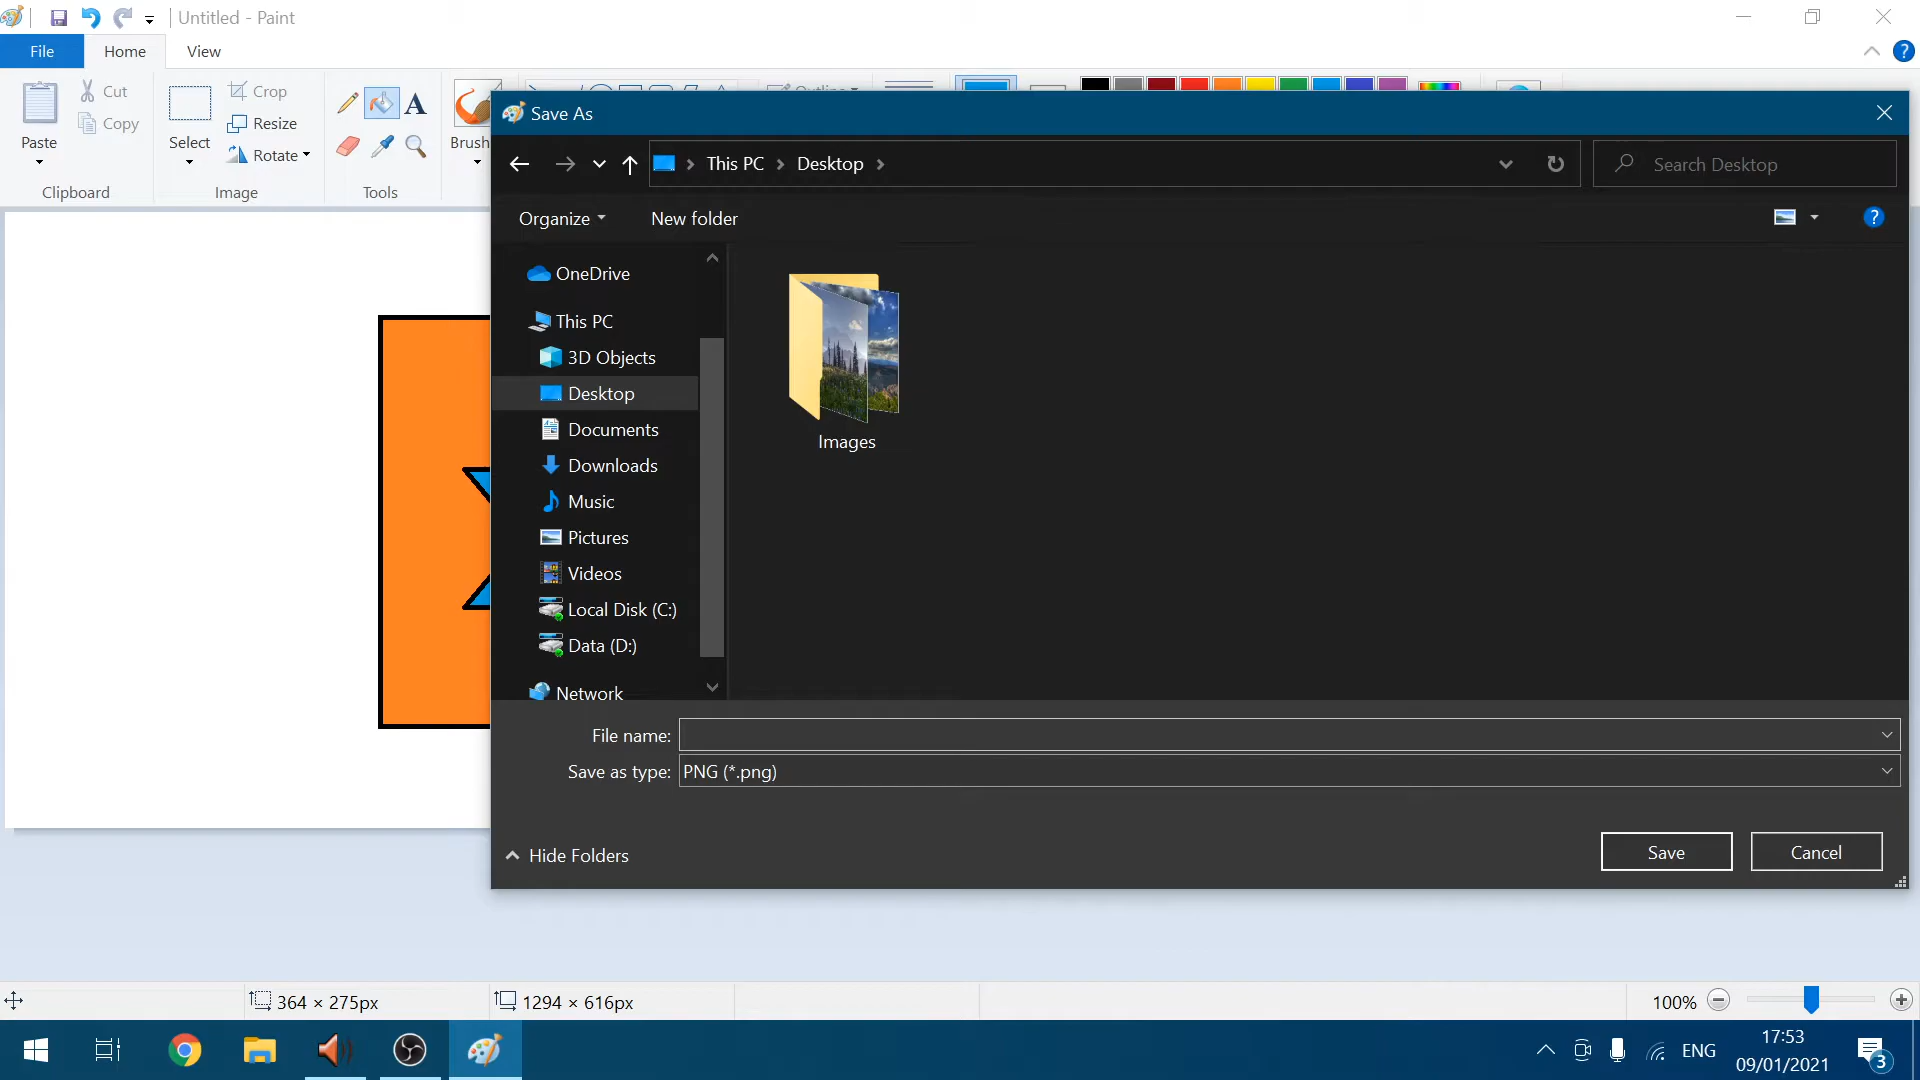 Untitled - Paint
File
Home
View
?
Paste
Cut
Copy
Clipboard
Select
Crop
Resize
Rotate
Image
A
Tools
Brush
Save As
This PC
Desktop
Search Desktop
Organize
New folder
?
OneDrive
This PC
3D Objects
Desktop
Documents
Downloads
Music
Pictures
Videos
Local Disk (C:)
Data (D:)
Network
Images
File name:
Save as type: PNG (*.png)
Hide Folders
Save
Cancel
364 × 275px
1294 × 616px
100%
ENG
17:53
09/01/2021
3